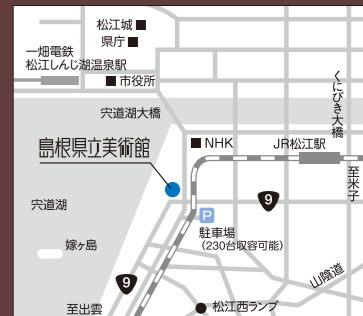 松江城
県庁
一畑電鉄
松江しんじ湖温泉駅
市役所
くにびき大橋
宍道湖大橋
島根県立美術館
NHK
JR松江駅
至米子
宍道湖
9
P
駐車場
(230台収容可能)
嫁ヶ島
9
山陰道
至出雲
松江西ランプ